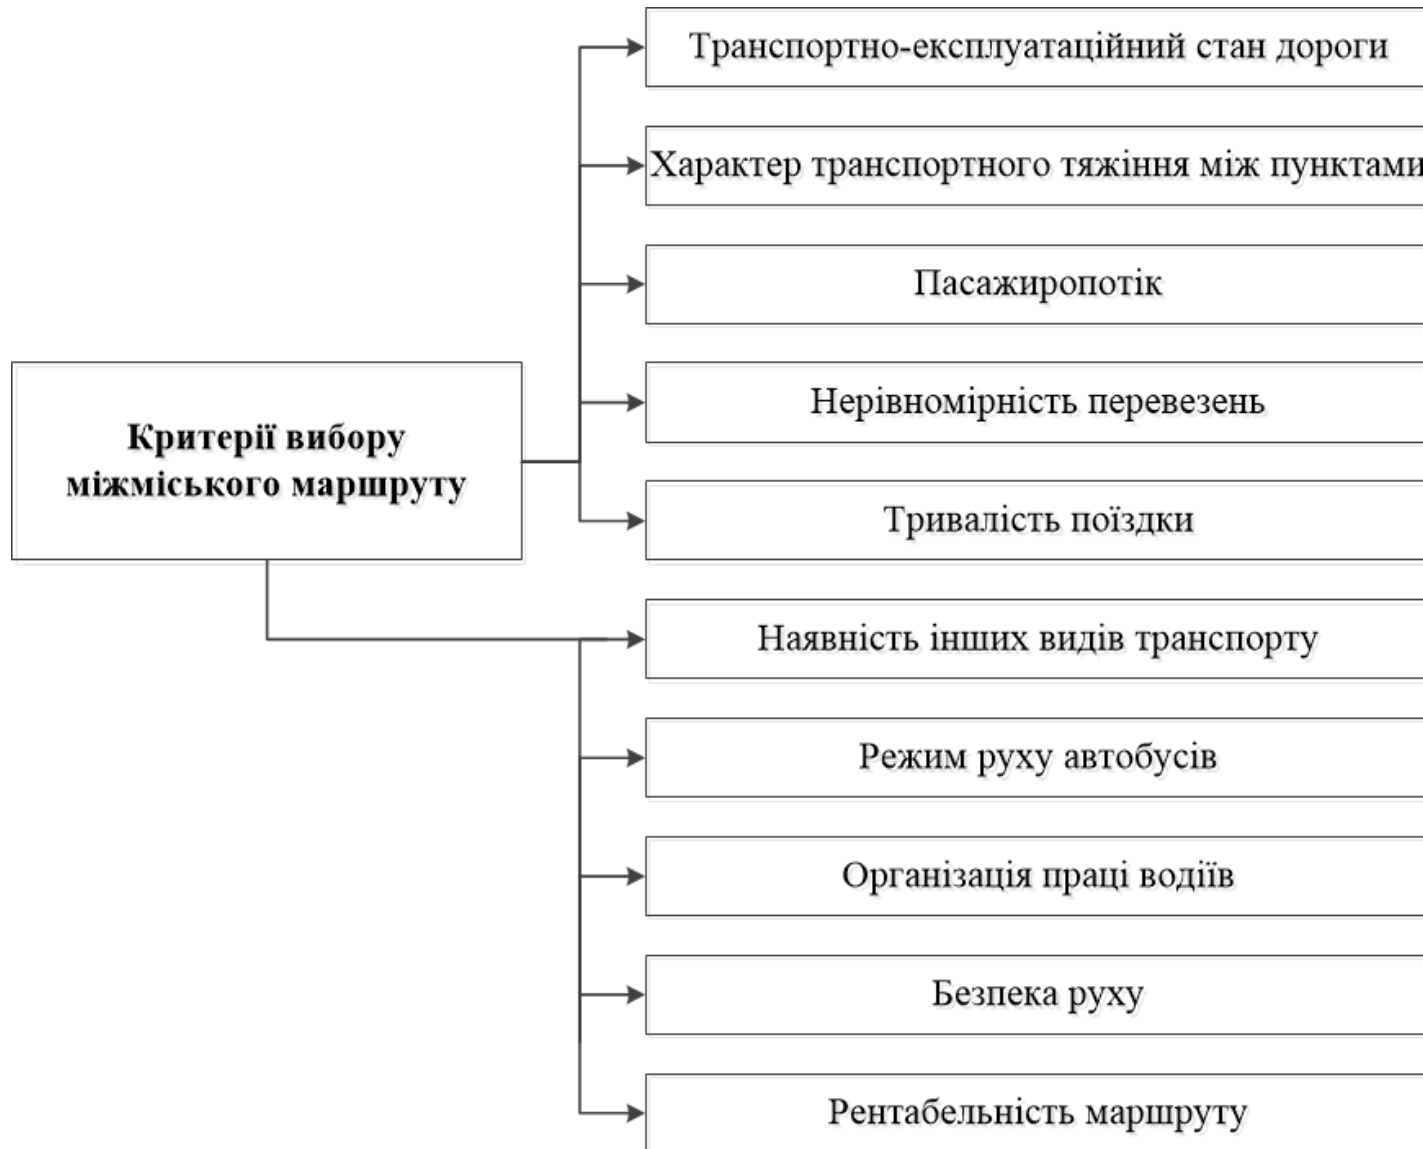 Транспортно-експлуатаційний стан дороги
Характер транспортного тяжіння між пунктами
Пасажиропотік
Нерівномірність перевезень
Критерії вибору
міжміського маршруту
Тривалість поїздки
Наявність інших видів транспорту
Режим руху автобусів
Організація праці водіїв
Безпека руху
Рентабельність маршруту